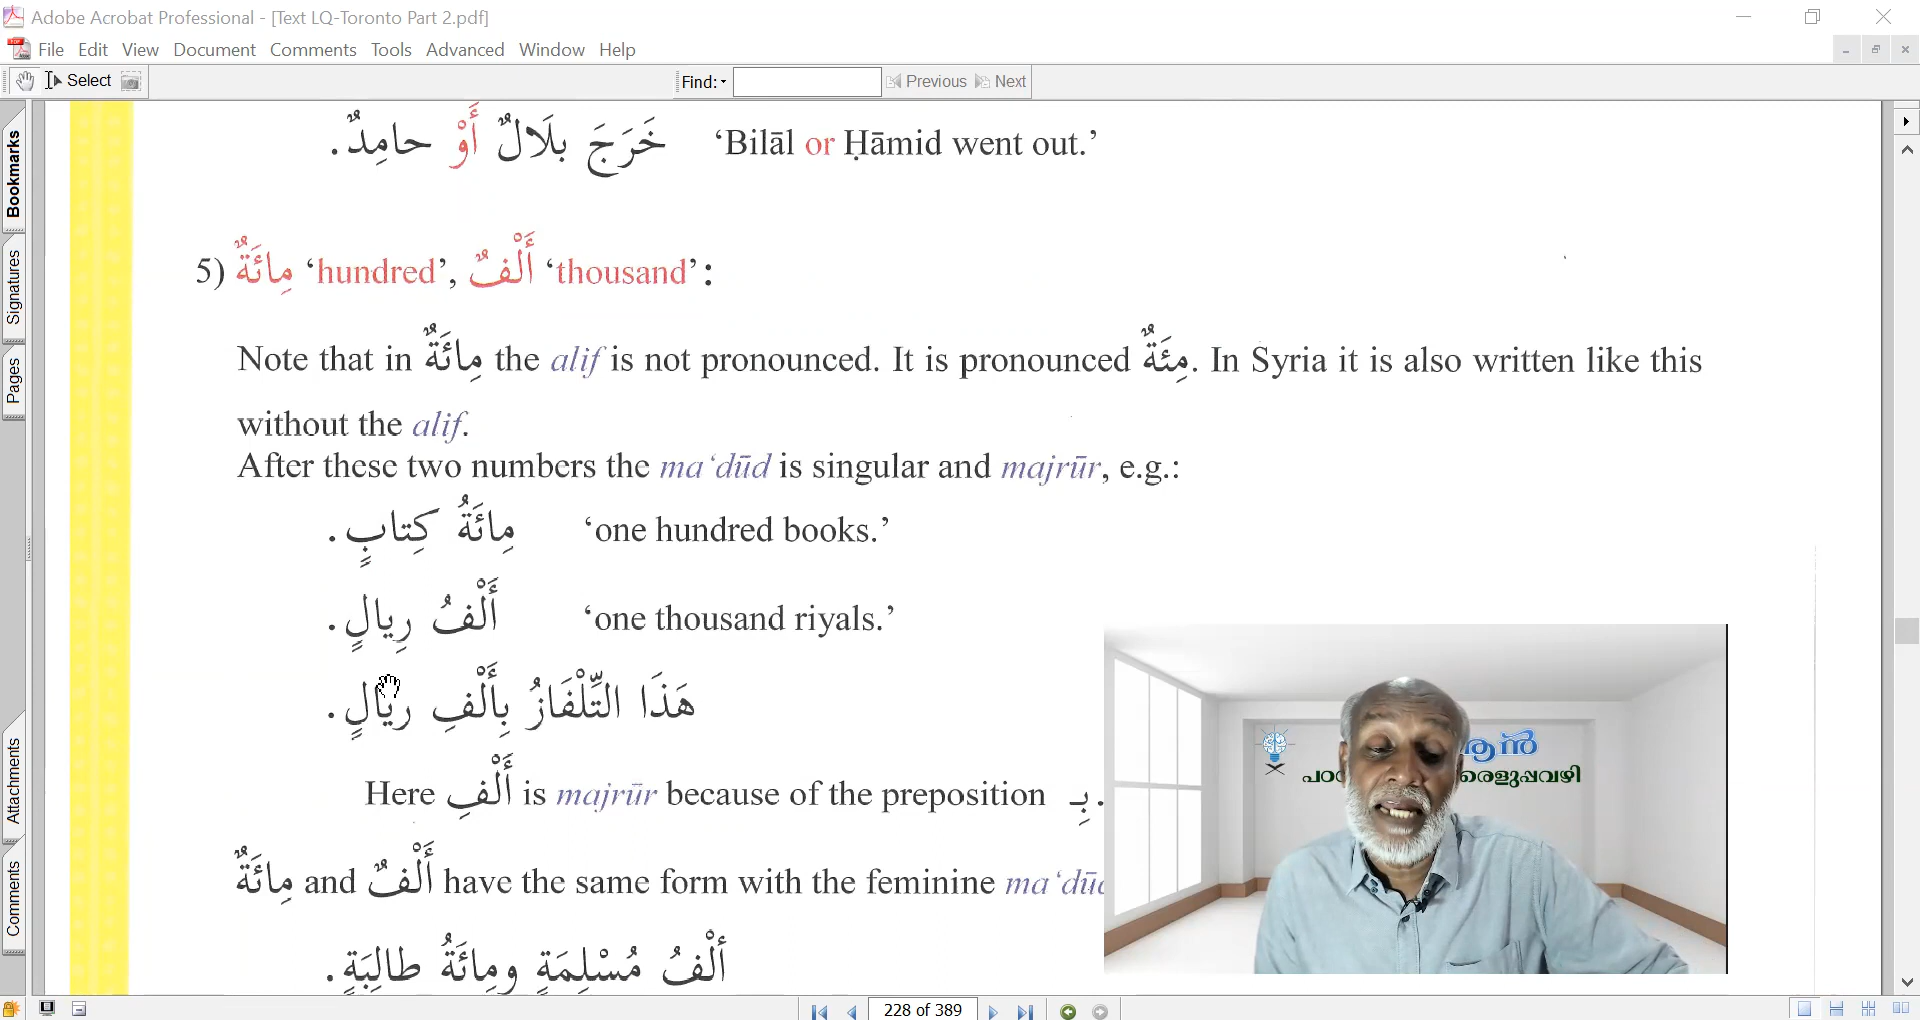 Adobe Acrobat Professional - [Text LQ-Toronto Part 2.pdf]
File Edit View Document Comments Tools Advanced Window Help
Select Find: Previous Next
Bookmarks
Signatures
Pages
Attachments
Comments
خَرَجَ بِلَالٌ أَوْ حامِدٌ. ‘Bilāl or Ḥāmid went out.’
5) مِائَةٌ ‘hundred’, أَلْفٌ ‘thousand’:
Note that in مِائَةٌ the alif is not pronounced. It is pronounced مِئَةٌ. In Syria it is also written like this
without the alif.
After these two numbers the ma‘dūd is singular and majrūr, e.g.:
مِائَةُ كِتابٍ. ‘one hundred books.’
أَلْفُ رِيالٍ. ‘one thousand riyals.’
هَذَا التِّلْفَازُ بِأَلْفِ رِيَالٍ.
Here أَلْفِ is majrūr because of the preposition بِـ.
مِائَةٌ and أَلْفٌ have the same form with the feminine ma‘dūd
أَلْفُ مُسْلِمَةٍ ومِائَةُ طالِبَةٍ.
228 of 389